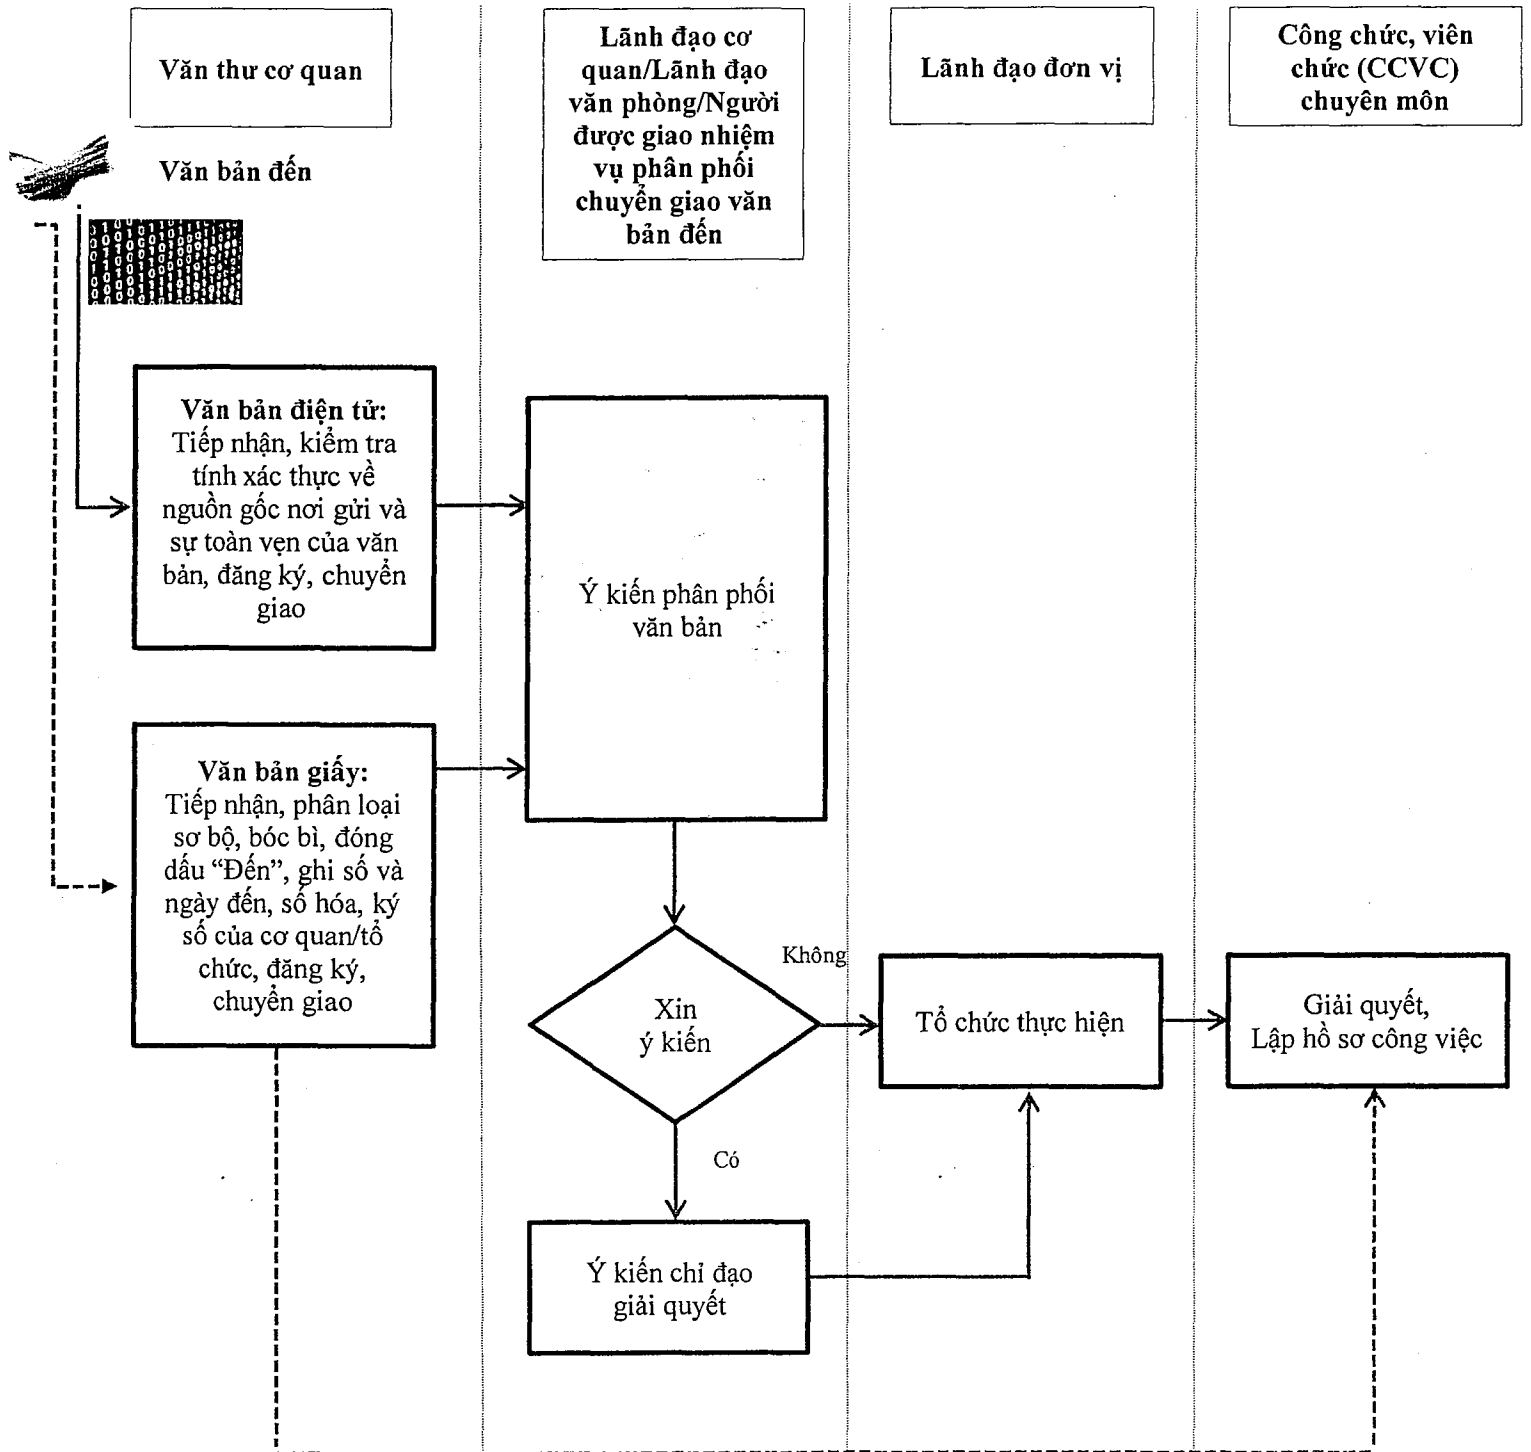 Văn thư cơ quan
Lãnh đạo cơ
quan/Lãnh đạo
văn phòng/Người
được giao nhiệm
vụ phân phối
chuyển giao văn
bản đến
Lãnh đạo đơn vị
Công chức, viên
chức (CCVC)
chuyên môn
Văn bản đến
Văn bản điện tử:
Tiếp nhận, kiểm tra
tính xác thực về
nguồn gốc nơi gửi và
sự toàn vẹn của văn
bản, đăng ký, chuyển
giao
Ý kiến phân phối
văn bản
Văn bản giấy:
Tiếp nhận, phân loại
sơ bộ, bóc bì, đóng
dấu “Đến”, ghi số và
ngày đến, số hóa, ký
số của cơ quan/tổ
chức, đăng ký,
chuyển giao
Xin
ý kiến
Không
Tổ chức thực hiện
Giải quyết,
Lập hồ sơ công việc
Có
Ý kiến chỉ đạo
giải quyết